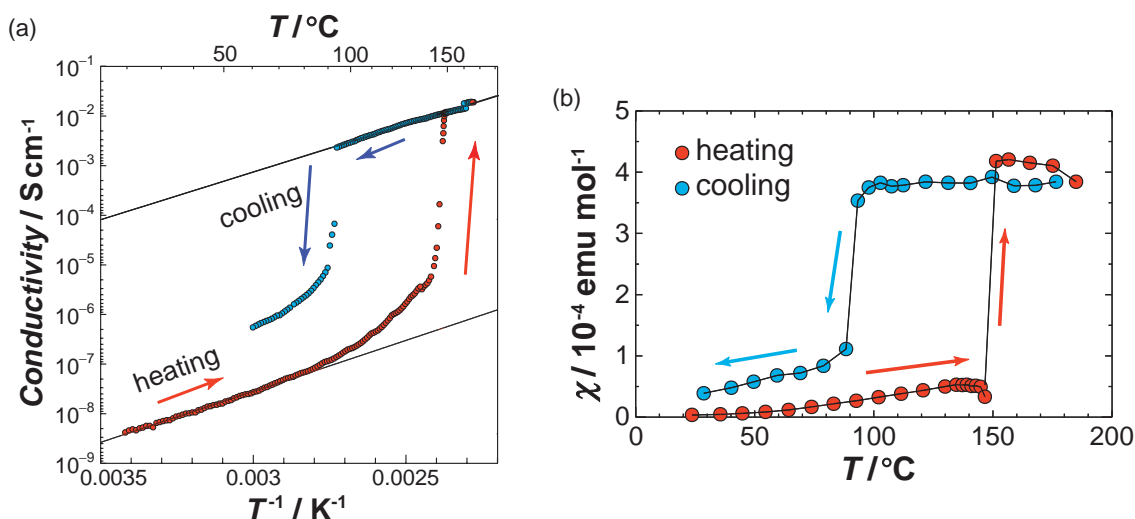 (a)
T / °C
50 100 150
10⁻¹
10⁻²
10⁻³
10⁻⁴
10⁻⁵
10⁻⁶
10⁻⁷
10⁻⁸
10⁻⁹
Conductivity / Scm⁻¹
cooling
heating
0.0035 0.003 0.0025
T⁻¹ / K⁻¹
(b)
5
4
3
2
1
0
χ / 10⁻⁴ emu mol⁻¹
heating
cooling
0 50 100 150 200
T / °C